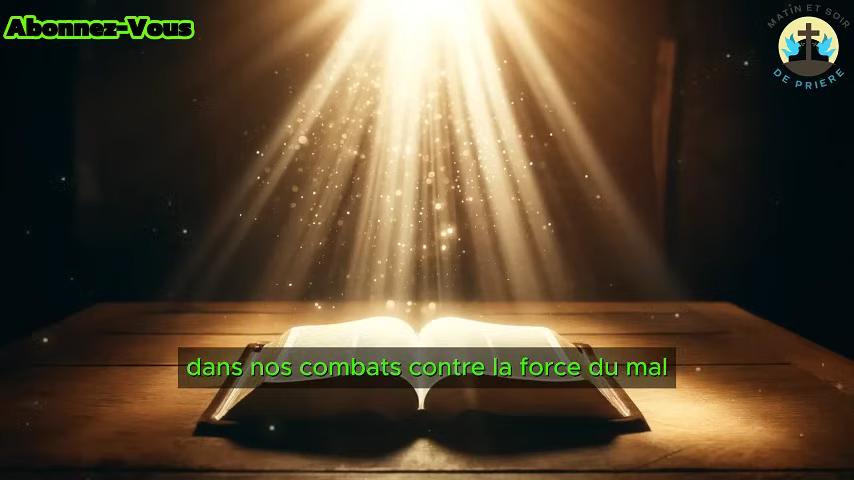 Abonnez-Vous
MATIN ET SOIR
DE PRIERE
dans nos combats contre la force du mal